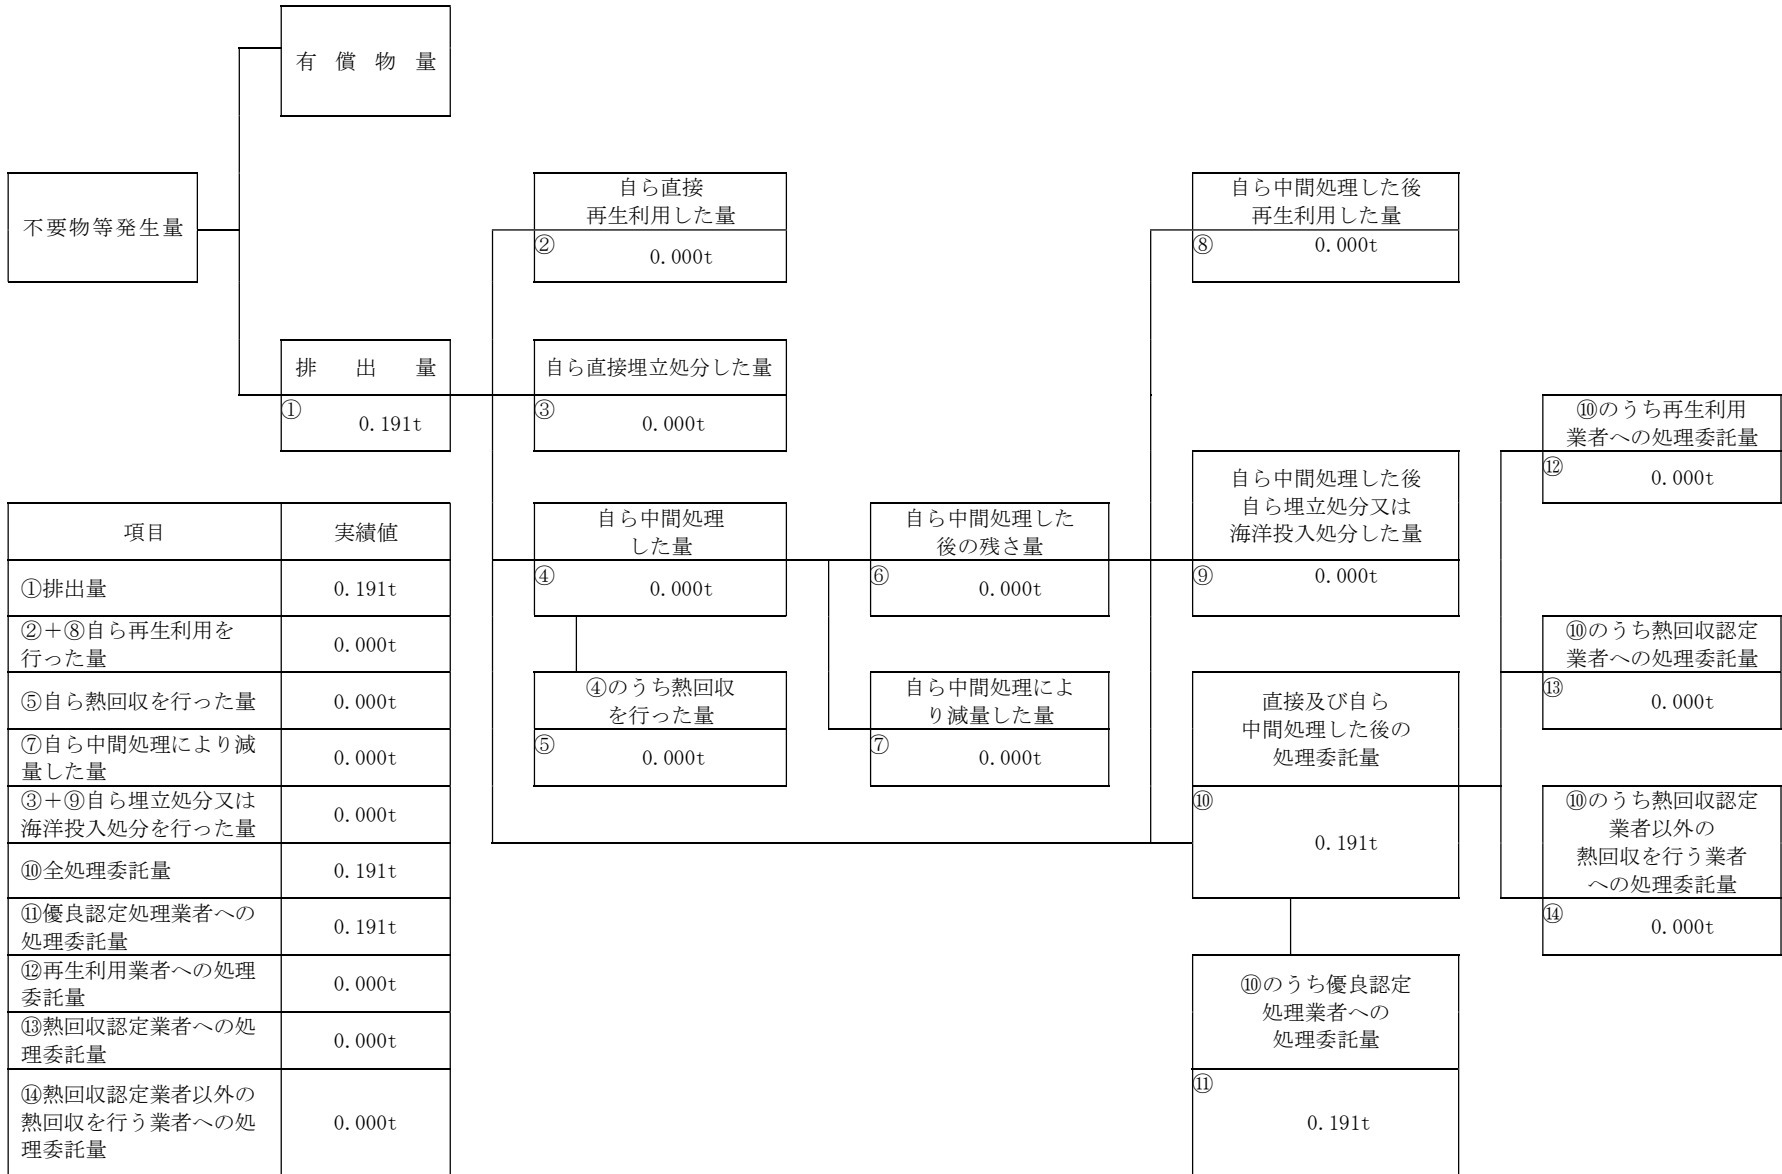 有償物量
不要物等発生量
自ら直接
再生利用した量
②
0.000t
自ら中間処理した後
再生利用した量
⑧
0.000t
排出量
①
0.191t
自ら直接埋立処分した量
③
0.000t
⑩のうち再生利用
業者への処理委託量
⑫
0.000t
自ら中間処理した後
自ら埋立処分又は
海洋投入処分した量
⑨
0.000t
自ら中間処理
した量
④
0.000t
自ら中間処理した
後の残さ量
⑥
0.000t
⑩のうち熱回収認定
業者への処理委託量
⑬
0.000t
④のうち熱回収
を行った量
⑤
0.000t
自ら中間処理によ
り減量した量
⑦
0.000t
直接及び自ら
中間処理した後の
処理委託量
⑩
0.191t
⑩のうち熱回収認定
業者以外の
熱回収を行う業者
への処理委託量
⑭
0.000t
⑩のうち優良認定
処理業者への
処理委託量
⑪
0.191t
項目
実績値
①排出量
0.191t
②+⑧自ら再生利用を
行った量
0.000t
⑤自ら熱回収を行った量
0.000t
⑦自ら中間処理により減
量した量
0.000t
③+⑨自ら埋立処分又は
海洋投入処分を行った量
0.000t
⑩全処理委託量
0.191t
⑪優良認定処理業者への
処理委託量
0.191t
⑫再生利用業者への処理
委託量
0.000t
⑬熱回収認定業者への処
理委託量
0.000t
⑭熱回収認定業者以外の
熱回収を行う業者への処
理委託量
0.000t